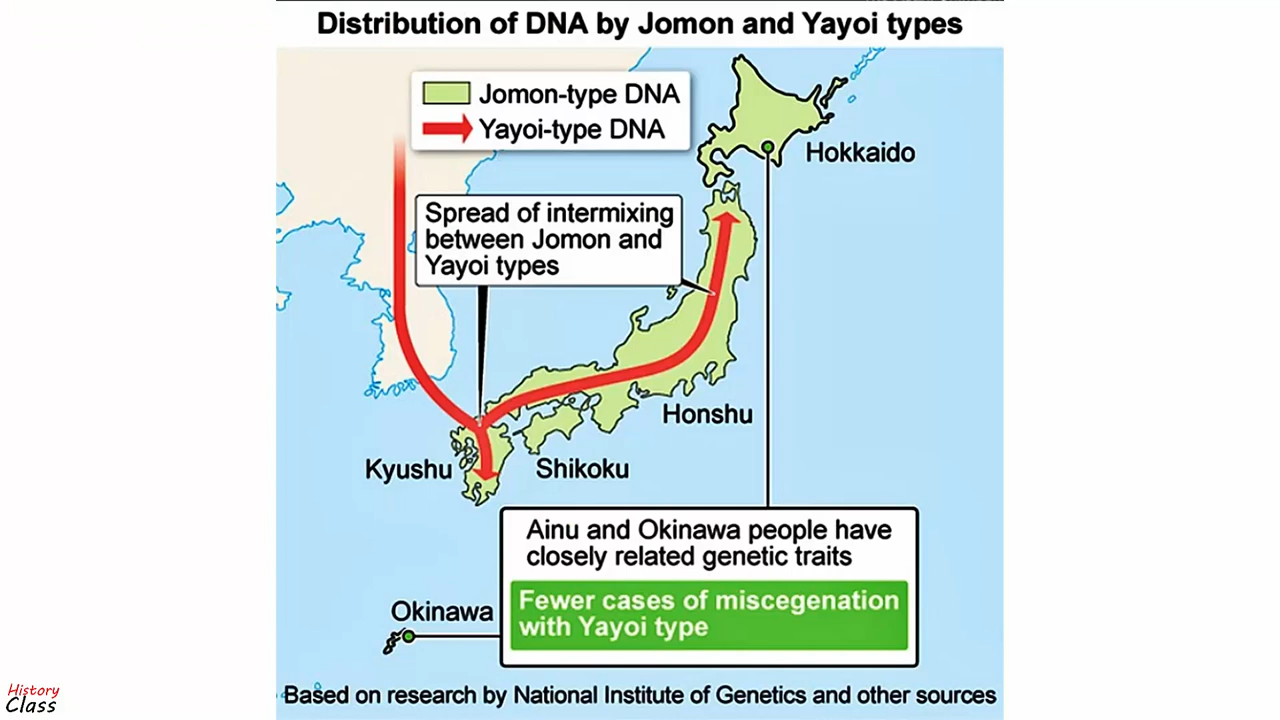 Distribution of DNA by Jomon and Yayoi types
Jomon-type DNA
Yayoi-type DNA
Hokkaido
Spread of intermixing
between Jomon and
Yayoi types
Honshu
Kyushu
Shikoku
Ainu and Okinawa people have
closely related genetic traits
Fewer cases of miscegenation
with Yayoi type
Okinawa
Based on research by National Institute of Genetics and other sources
History
Class